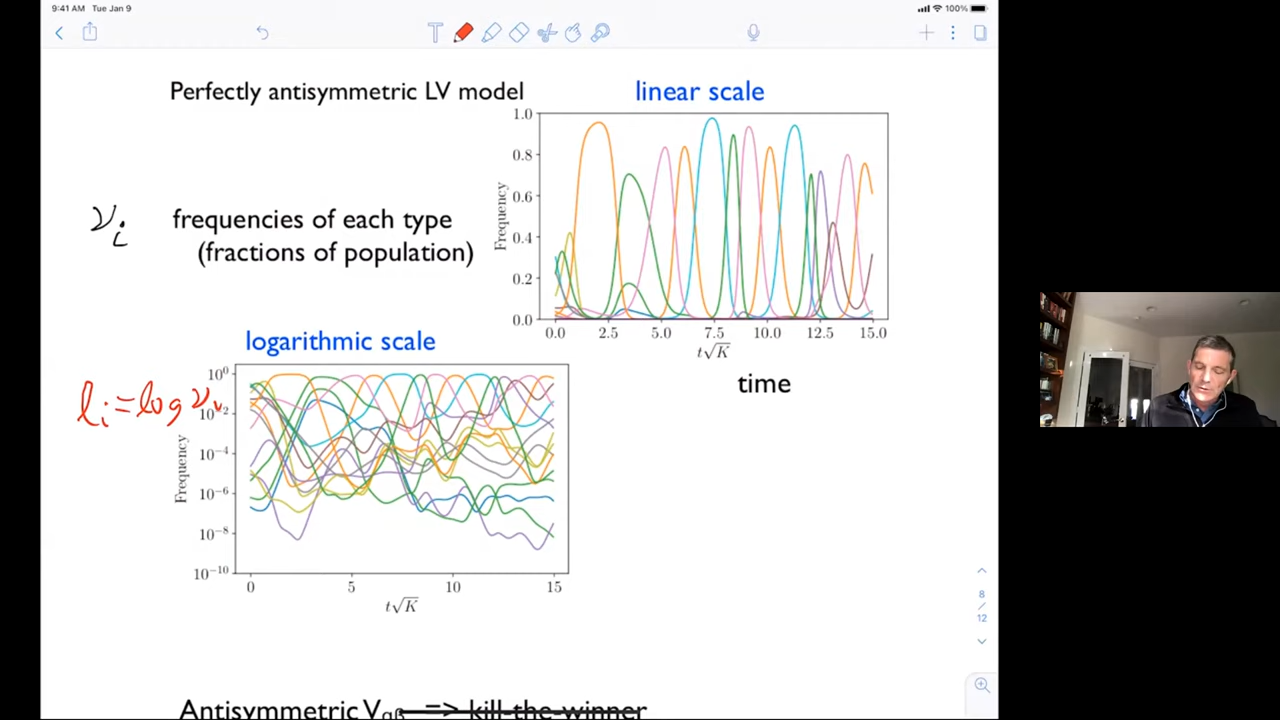 9:41 AM Tue Jan 9
100%
Perfectly antisymmetric LV model
linear scale
1.0
0.8
0.6
0.4
0.2
0.0
Frequency
0.0 2.5 5.0 7.5 10.0 12.5 15.0
t√K
time
νi frequencies of each type
(fractions of population)
logarithmic scale
li = log νi
10⁰
10⁻²
10⁻⁴
10⁻⁶
10⁻⁸
10⁻¹⁰
Frequency
0 5 10 15
t√K
8
/
12
Antisymmetric Vαβ => kill-the-winner